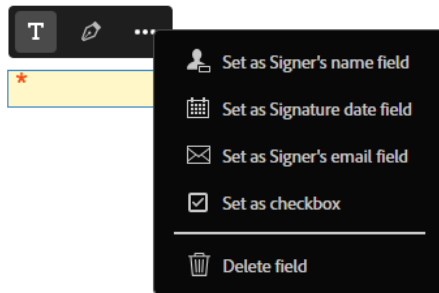 T
*
Set as Signer's name field
Set as Signature date field
Set as Signer's email field
Set as checkbox
Delete field